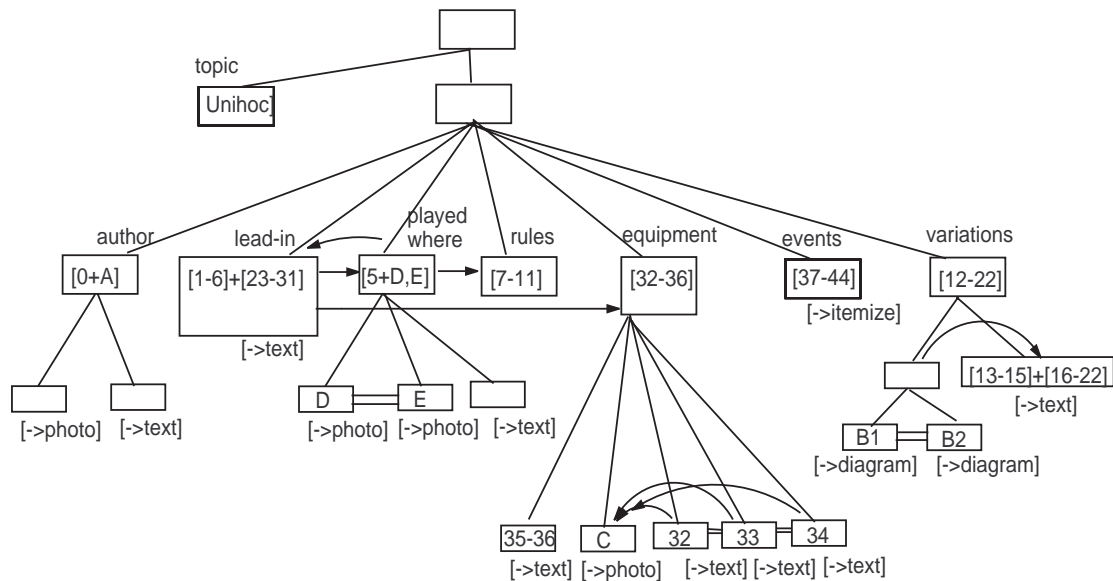 topic
Unihoc]
author
lead-in
played
where
rules
equipment
events
variations
[0+A]
[1-6]+[23-31]
[5+D,E]
[7-11]
[32-36]
[37-44]
[12-22]
[->itemize]
[->text]
[13-15]+[16-22]
[->text]
D
E
[->photo]
[->text]
[->photo]
[->photo]
[->text]
B1
B2
[->diagram]
[->diagram]
35-36
C
32
33
34
[->text]
[->photo]
[->text]
[->text]
[->text]